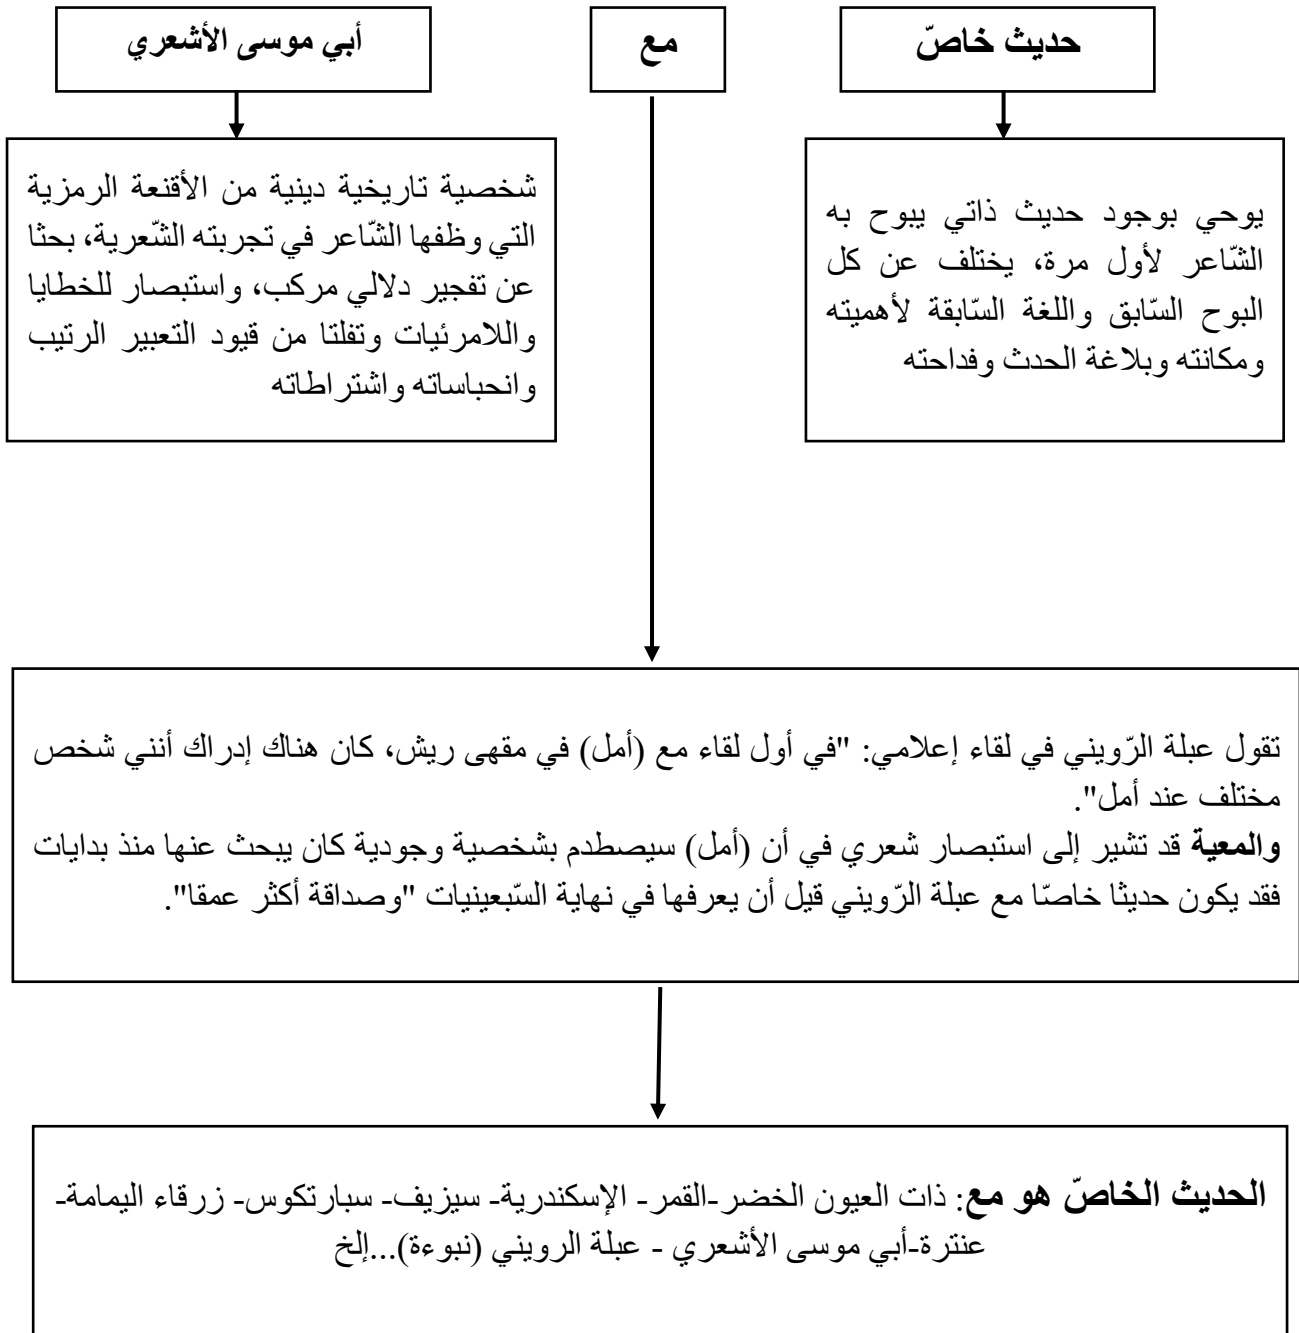 حديث خاصّ
مع
أبي موسى الأشعري
يوحي بوجود حديث ذاتي يبوح به
الشّاعر لأول مرة، يختلف عن كل
البوح السّابق واللغة السّابقة لأهميته
ومكانته وبلاغة الحدث وفداحته
شخصية تاريخية دينية من الأقنعة الرمزية
التي وظفها الشّاعر في تجربته الشّعرية، بحثا
عن تفجير دلالي مركب، واستبصار للخطايا
واللامرئيات وتفلتا من قيود التعبير الرتيب
وانحباساته واشتراطاته
تقول عبلة الرّويني في لقاء إعلامي: "في أول لقاء مع (أمل) في مقهى ريش، كان هناك إدراك أنني شخص
مختلف عند أمل".
والمعية قد تشير إلى استبصار شعري في أن (أمل) سيصطدم بشخصية وجودية كان يبحث عنها منذ بدايات
فقد يكون حديثا خاصّا مع عبلة الرّويني قيل أن يعرفها في نهاية السّبعينيات "وصداقة أكثر عمقا".
الحديث الخاصّ هو مع: ذات العيون الخضر-القمر- الإسكندرية- سيزيف- سبارتكوس- زرقاء اليمامة-
عنترة-أبي موسى الأشعري - عبلة الرويني (نبوءة)...إلخ